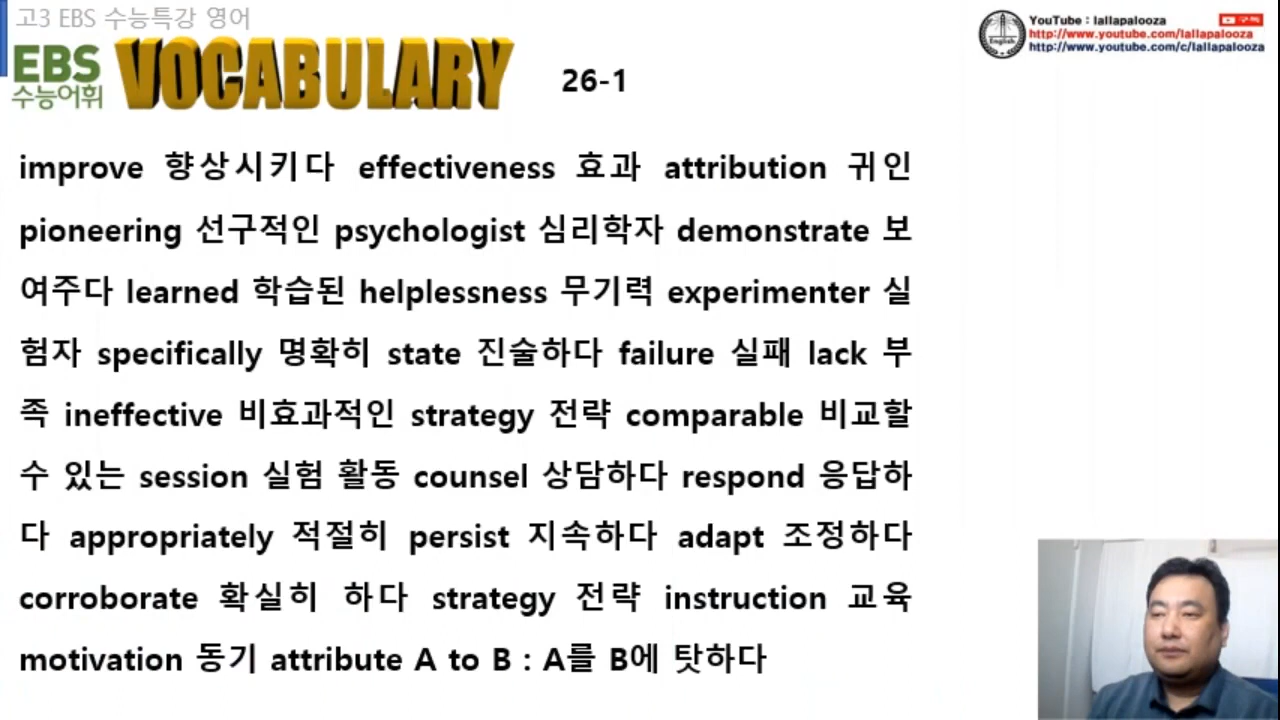 고3 EBS 수능특강 영어
EBS
수능어휘
VOCABULARY
26-1
YouTube : lallapalooza
구독
http://www.youtube.com/lallapalooza
http://www.youtube.com/c/lallapalooza
English
improve 향상시키다 effectiveness 효과 attribution 귀인
pioneering 선구적인 psychologist 심리학자 demonstrate 보
여주다 learned 학습된 helplessness 무기력 experimenter 실
험자 specifically 명확히 state 진술하다 failure 실패 lack 부
족 ineffective 비효과적인 strategy 전략 comparable 비교할
수 있는 session 실험 활동 counsel 상담하다 respond 응답하
다 appropriately 적절히 persist 지속하다 adapt 조정하다
corroborate 확실히 하다 strategy 전략 instruction 교육
motivation 동기 attribute A to B : A를 B에 탓하다